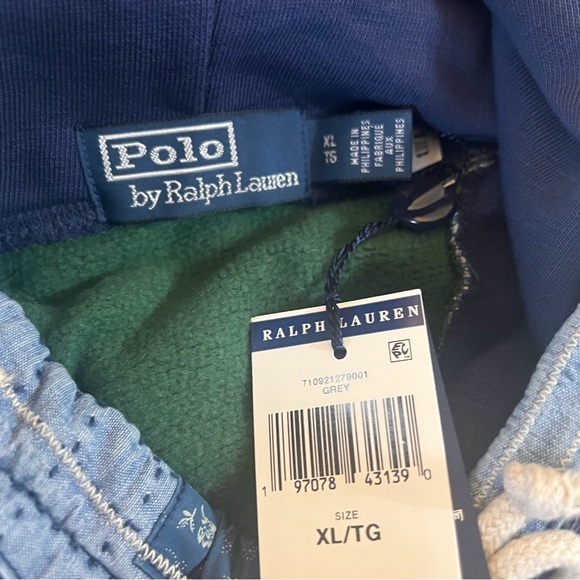 Polo
by Ralph Lauren
XL
TG
MADE IN
PHILIPPINES
FABRIQUÉ
AUX
PHILIPPINES
RALPH LAUREN
710921279001
GREY
1 97078 43139 0
SIZE
XL/TG